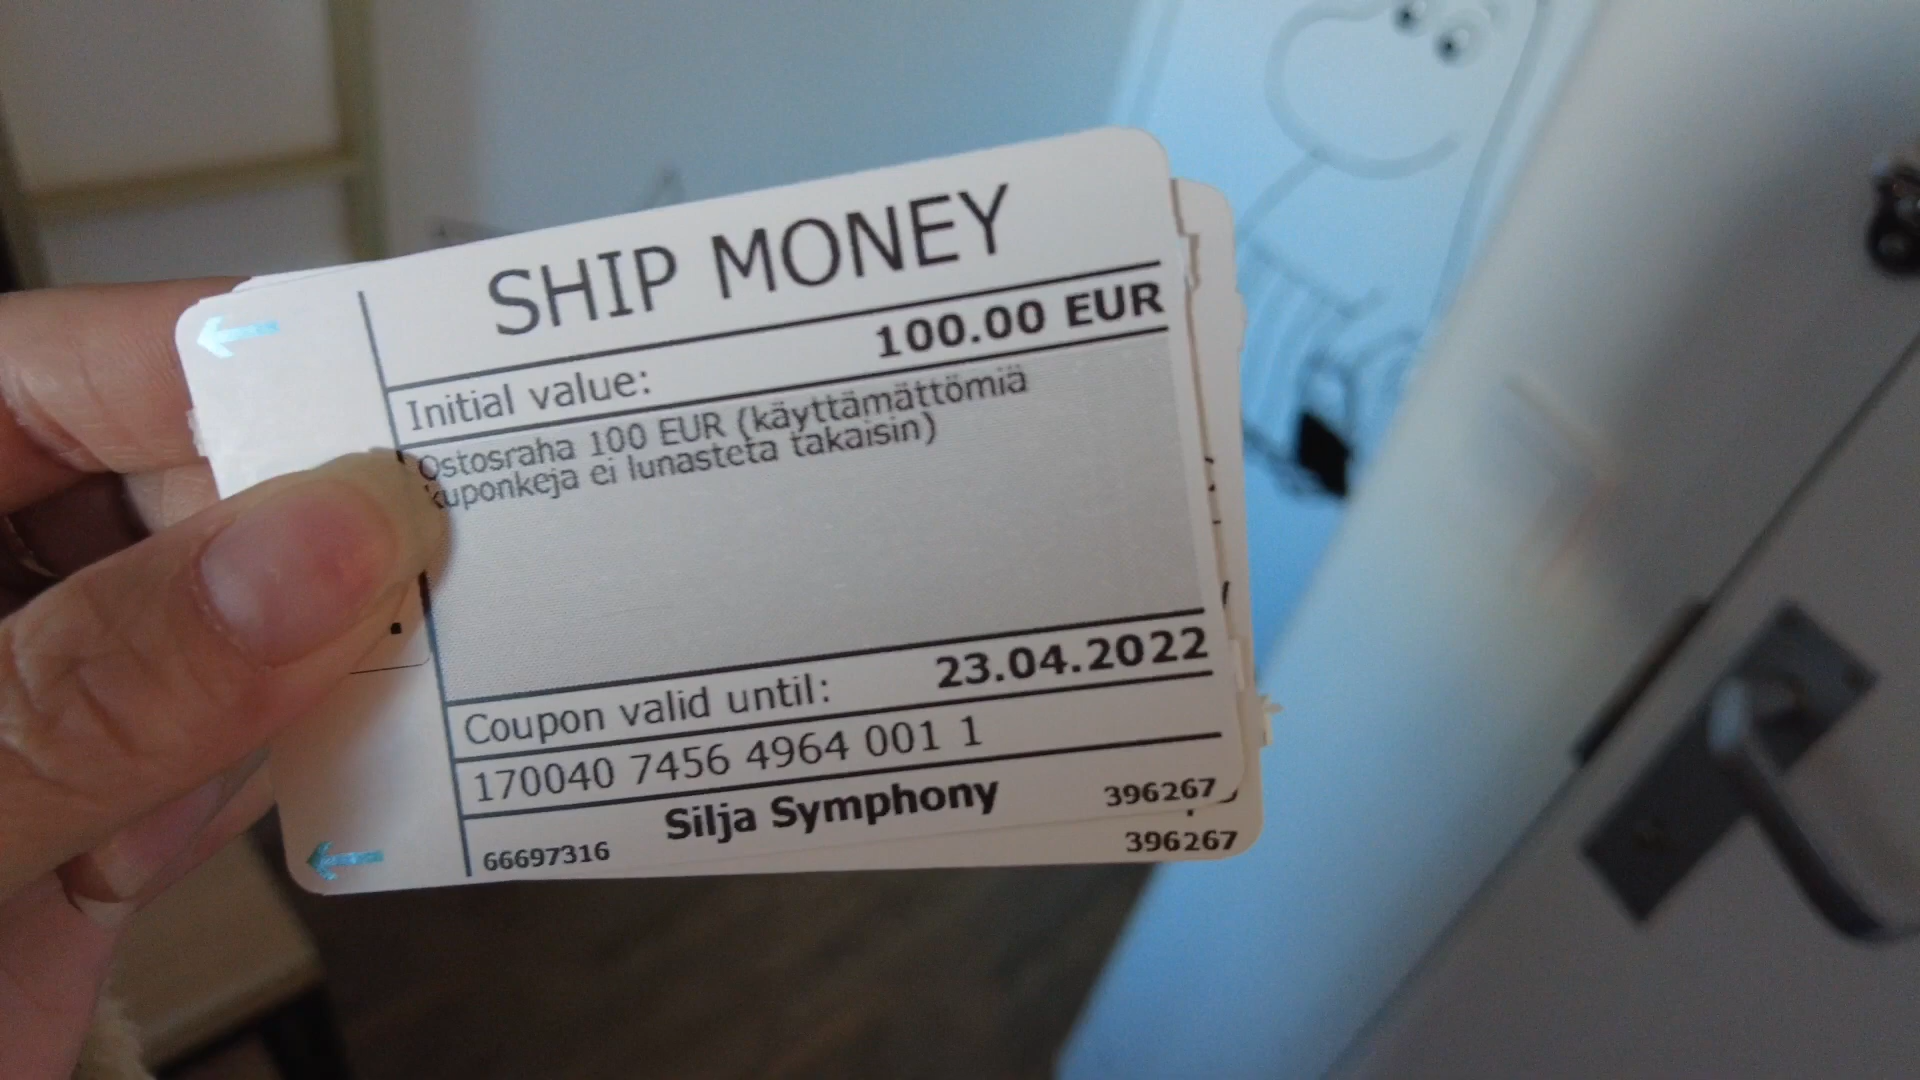 SHIP MONEY
Initial value: 100.00 EUR
Ostosraha 100 EUR (käyttämättömiä
kuponkeja ei lunasteta takaisin)
Coupon valid until: 23.04.2022
170040 7456 4964 001 1
Silja Symphony 396267
66697316
396267